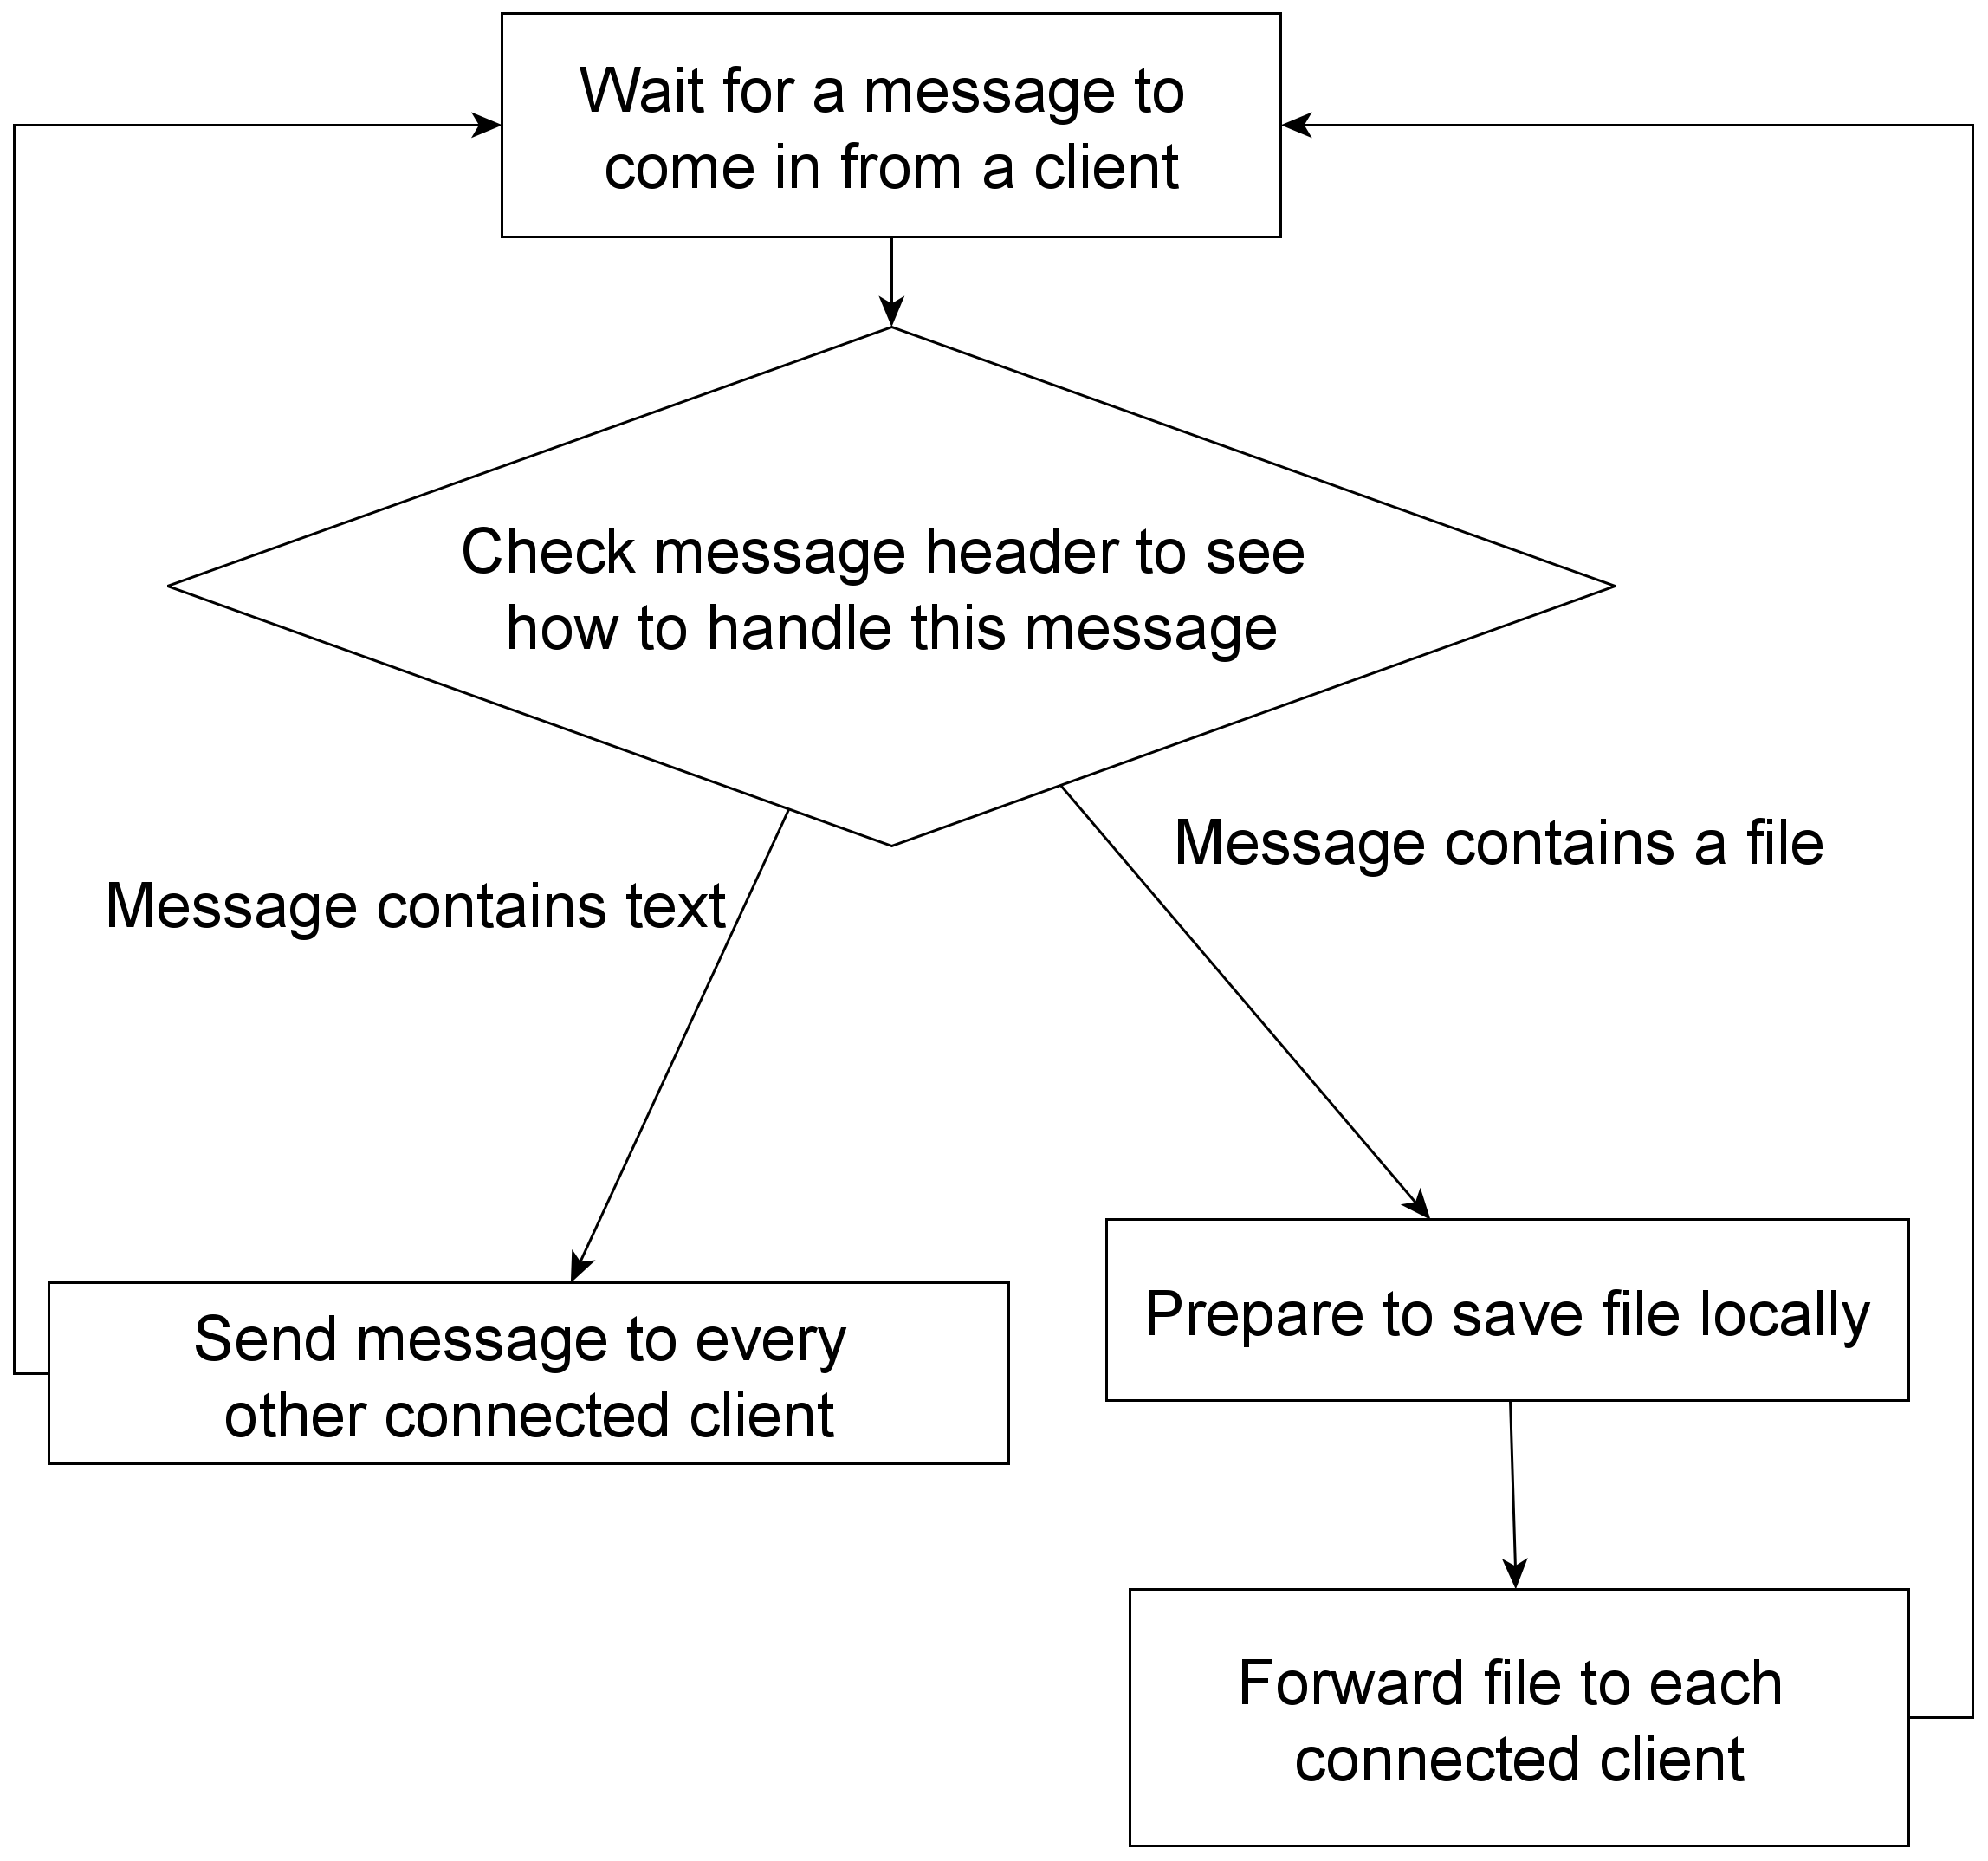 Wait for a message to
come in from a client
Check message header to see
how to handle this message
Message contains a file
Message contains text
Prepare to save file locally
Send message to every
other connected client
Forward file to each
connected client